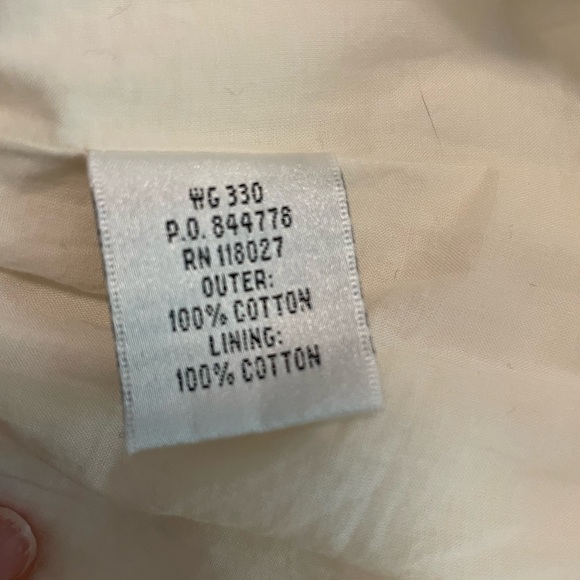 WG 330
P.O. 844776
RN 118027
OUTER:
100% COTTON
LINING:
100% COTTON